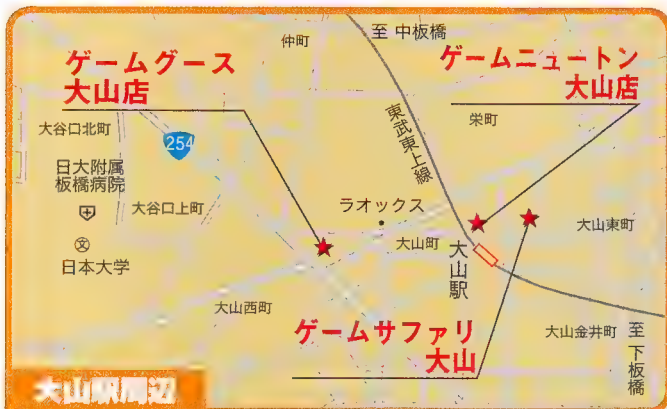 仲町
至 中板橋
ゲームグース
大山店
ゲームニュートン
大山店
大谷口北町
254
東武東上線
栄町
日大附属
板橋病院
大谷口上町
ラオックス
文
日本大学
大山町
大山駅
大山東町
大山西町
ゲームサファリ
大山
大山金井町
至 下板橋
大山駅周辺